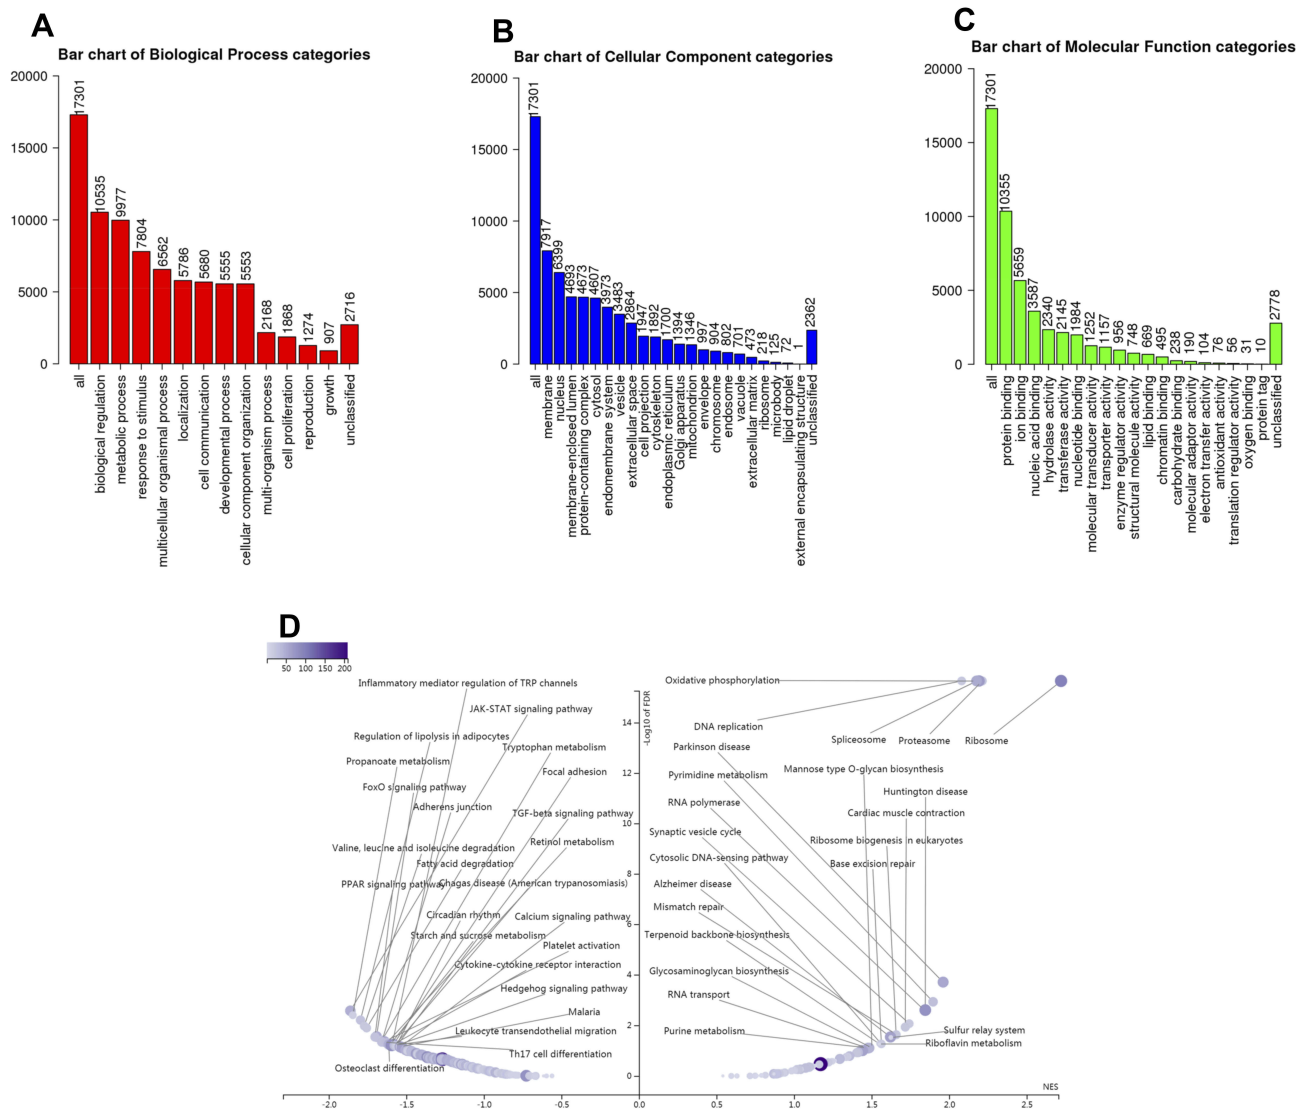 A
Bar chart of Biological Process categories
20000
15000
10000
5000
0
17301
10535
9977
7804
6562
5786
5680
5555
5553
2168
1868
1274
907
2716
all
biological regulation
metabolic process
response to stimulus
multicellular organismal process
localization
cell communication
developmental process
cellular component organization
multi-organism process
cell proliferation
reproduction
growth
unclassified
B
Bar chart of Cellular Component categories
20000
15000
10000
5000
0
17301
7917
6399
4693
4673
4607
3973
3483
2864
1947
1892
1700
1394
1346
997
904
802
701
473
218
125
72
1
2362
all
membrane
nucleus
membrane-enclosed lumen
protein-containing complex
cytosol
endomembrane system
vesicle
extracellular space
cell projection
cytoskeleton
endoplasmic reticulum
Golgi apparatus
mitochondrion
envelope
chromosome
endosome
vacuole
extracellular matrix
ribosome
microbody
lipid droplet
external encapsulating structure
unclassified
C
Bar chart of Molecular Function categories
20000
15000
10000
5000
0
17301
10355
5659
3587
2340
2145
1984
1252
1157
956
748
669
495
238
190
104
76
56
31
10
2778
all
protein binding
ion binding
nucleic acid binding
hydrolase activity
transferase activity
nucleotide binding
molecular transducer activity
transporter activity
enzyme regulator activity
structural molecule activity
lipid binding
chromatin binding
carbohydrate binding
molecular adaptor activity
electron transfer activity
antioxidant activity
translation regulator activity
oxygen binding
protein tag
unclassified
D
50 100 150 200
Inflammatory mediator regulation of TRP channels
JAK-STAT signaling pathway
Regulation of lipolysis in adipocytes
Tryptophan metabolism
Propanoate metabolism
Focal adhesion
FoxO signaling pathway
Adherens junction
TGF-beta signaling pathway
Retinol metabolism
Valine, leucine and isoleucine degradation
Fatty acid degradation
PPAR signaling pathway
Chagas disease (American trypanosomiasis)
Circadian rhythm
Calcium signaling pathway
Starch and sucrose metabolism
Platelet activation
Cytokine-cytokine receptor interaction
Hedgehog signaling pathway
Malaria
Leukocyte transendothelial migration
Th17 cell differentiation
Osteoclast differentiation
-Log10 of FDR
14
12
10
8
6
4
2
0
Oxidative phosphorylation
DNA replication
Spliceosome
Proteasome
Ribosome
Parkinson disease
Mannose type O-glycan biosynthesis
Pyrimidine metabolism
Huntington disease
RNA polymerase
Cardiac muscle contraction
Synaptic vesicle cycle
Ribosome biogenesis in eukaryotes
Cytosolic DNA-sensing pathway
Base excision repair
Alzheimer disease
Mismatch repair
Terpenoid backbone biosynthesis
Glycosaminoglycan biosynthesis
RNA transport
Purine metabolism
Sulfur relay system
Riboflavin metabolism
NES
-2.0 -1.5 -1.0 -0.5 0.0 0.5 1.0 1.5 2.0 2.5